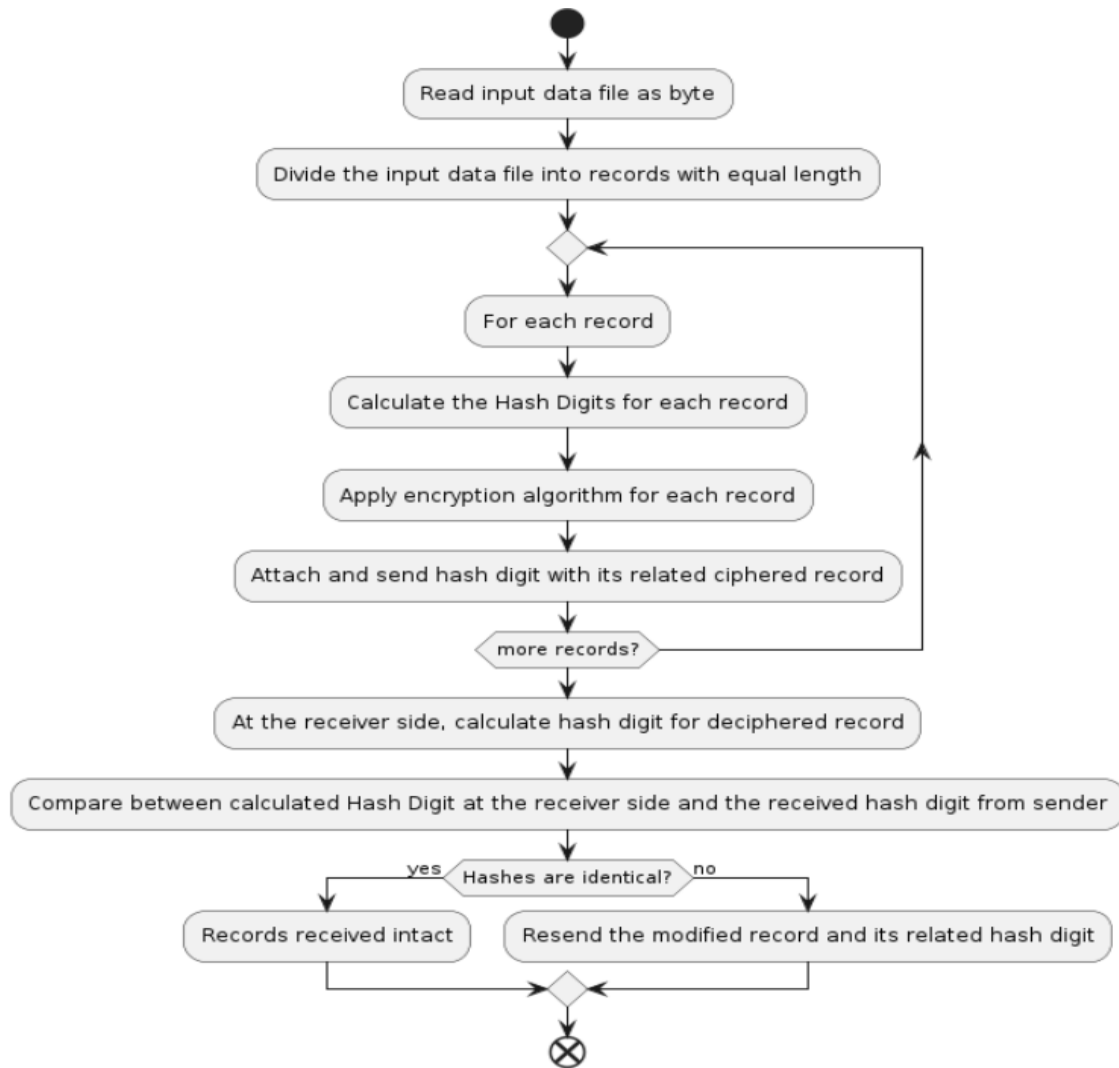 Read input data file as byte
Divide the input data file into records with equal length
For each record
Calculate the Hash Digits for each record
Apply encryption algorithm for each record
Attach and send hash digit with its related ciphered record
more records?
At the receiver side, calculate hash digit for deciphered record
Compare between calculated Hash Digit at the receiver side and the received hash digit from sender
yes
Hashes are identical?
no
Records received intact
Resend the modified record and its related hash digit